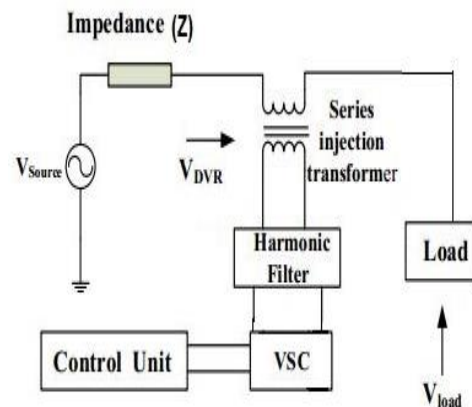 Impedance (Z)
V_Source
V_DVR
Series
injection
transformer
Harmonic
Filter
Load
Control Unit
VSC
V_load